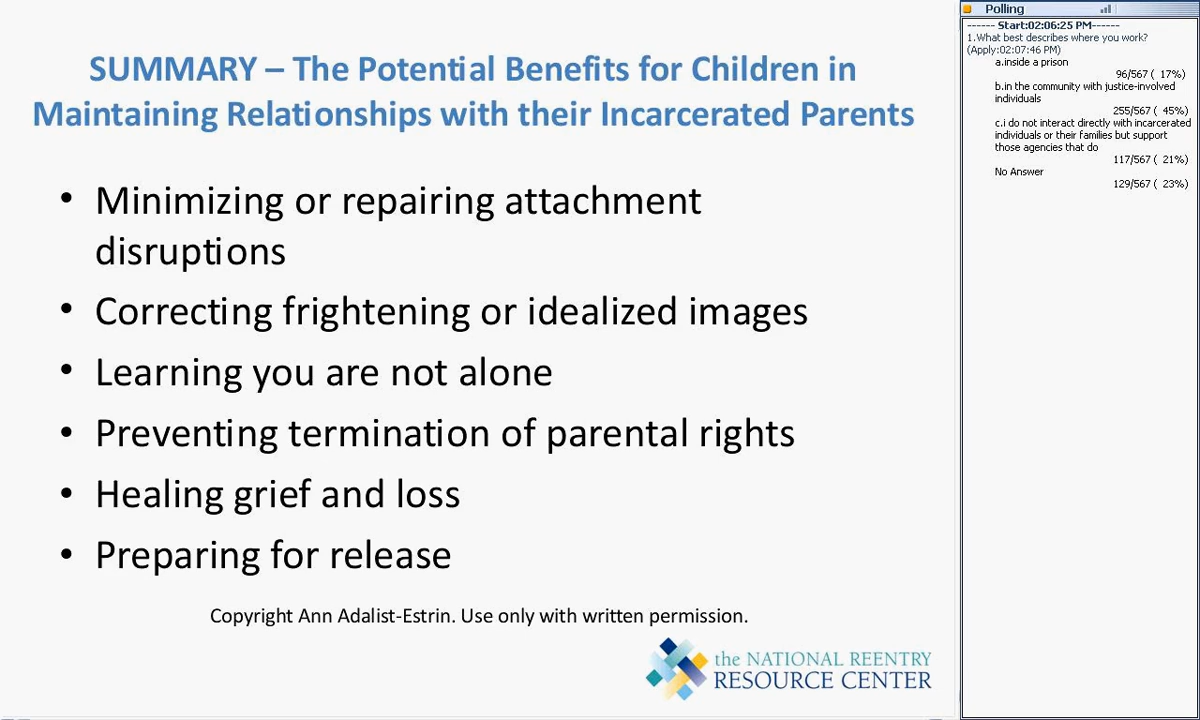 SUMMARY – The Potential Benefits for Children in
Maintaining Relationships with their Incarcerated Parents
• Minimizing or repairing attachment
disruptions
• Correcting frightening or idealized images
• Learning you are not alone
• Preventing termination of parental rights
• Healing grief and loss
• Preparing for release
Copyright Ann Adalist-Estrin. Use only with written permission.
the NATIONAL REENTRY
RESOURCE CENTER
Polling
------ Start:02:06:25 PM------
1.What best describes where you work?
(Apply:02:07:46 PM)
a.inside a prison
96/567 ( 17%)
b.in the community with justice-involved
individuals
255/567 ( 45%)
c.i do not interact directly with incarcerated
individuals or their families but support
those agencies that do
117/567 ( 21%)
No Answer
129/567 ( 23%)